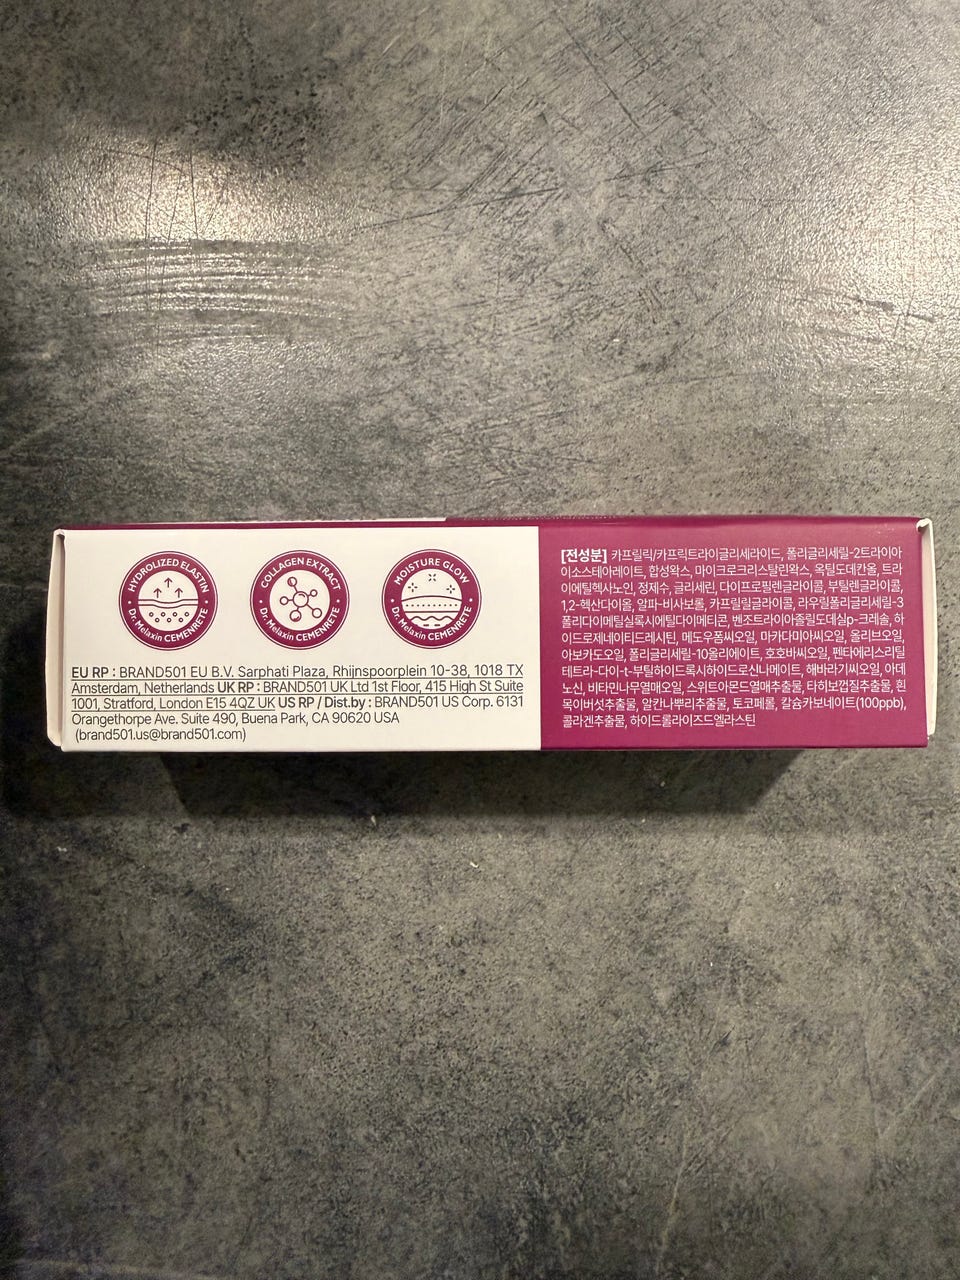 HYDROLIZED ELASTIN
Dr. Melaxin CEMENRETE
COLLAGEN EXTRACT
Dr. Melaxin CEMENRETE
MOISTURE GLOW
Dr. Melaxin CEMENRETE
EU RP : BRAND501 EU B.V. Sarphati Plaza, Rhijnspoorplein 10-38, 1018 TX
Amsterdam, Netherlands UK RP : BRAND501 UK Ltd 1st Floor, 415 High St Suite
1001, Stratford, London E15 4QZ UK US RP / Dist.by : BRAND501 US Corp. 6131
Orangethorpe Ave. Suite 490, Buena Park, CA 90620 USA
(brand501.us@brand501.com)
[전성분] 카프릴릭/카프릭트라이글리세라이드, 폴리글리세릴-2트라이아
이소스테아레이트, 합성왁스, 마이크로크리스탈린왁스, 옥틸도데칸올, 트라
이에틸헥사노인, 정제수, 글리세린, 다이프로필렌글라이콜, 부틸렌글라이콜,
1,2-헥산다이올, 알파-비사보롤, 카프릴릴글라이콜, 라우릴폴리글리세릴-3
폴리다이메틸실록시에틸다이메티콘, 벤조트라이아졸릴도데실p-크레솔, 하
이드로제네이티드레시틴, 메도우폼씨오일, 마카다미아씨오일, 올리브오일,
아보카도오일, 폴리글리세릴-10올리에이트, 호호바씨오일, 펜타에리스리틸
테트라-다이-t-부틸하이드록시하이드로신나메이트, 해바라기씨오일, 아데
노신, 비타민나무열매오일, 스위트아몬드열매추출물, 타히보껍질추출물, 흰
목이버섯추출물, 알칸나뿌리추출물, 토코페롤, 칼슘카보네이트(100ppb),
콜라겐추출물, 하이드롤라이즈드엘라스틴